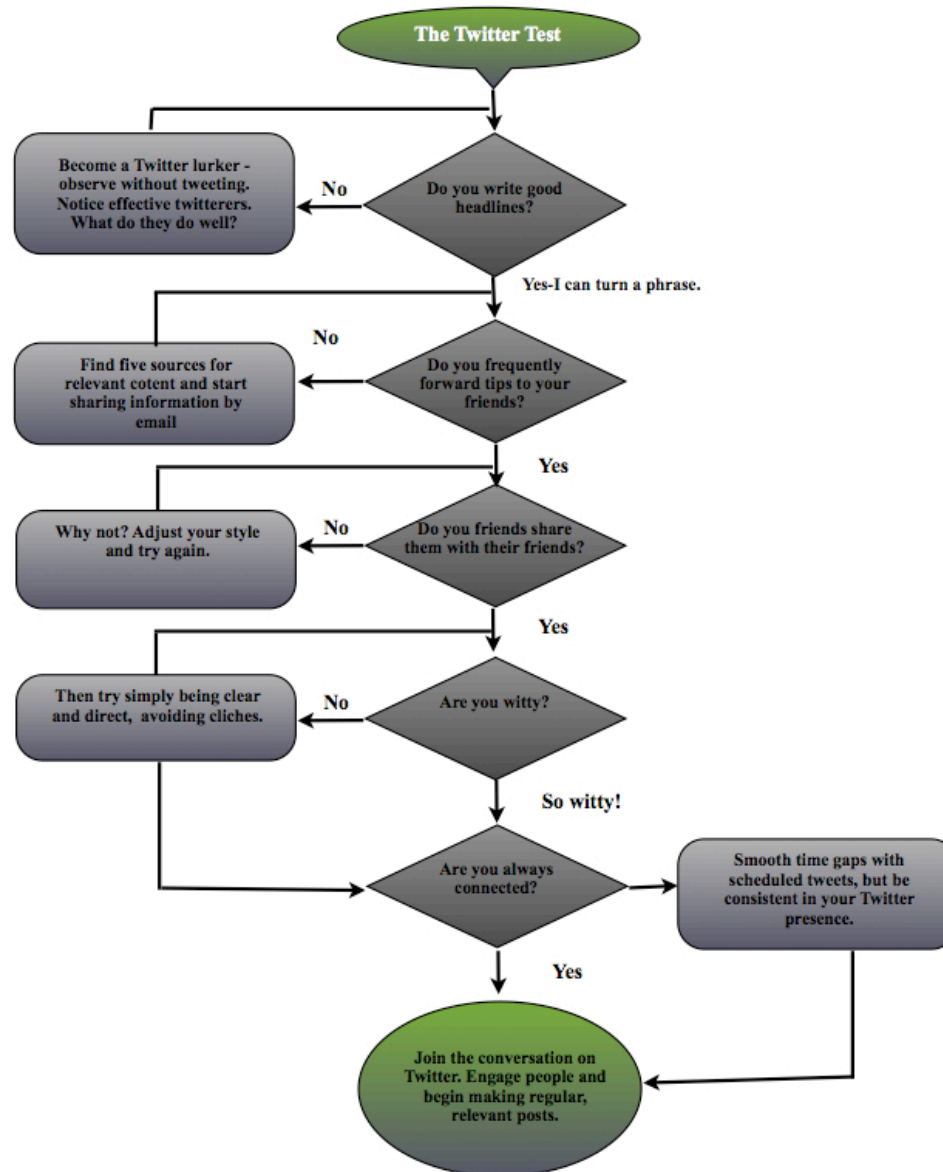 The Twitter Test
Become a Twitter lurker -
observe without tweeting.
Notice effective twitterers.
What do they do well?
No
Do you write good
headlines?
Yes-I can turn a phrase.
No
Find five sources for
relevant cotent and start
sharing information by
email
Do you frequently
forward tips to your
friends?
Yes
Why not? Adjust your style
and try again.
No
Do you friends share
them with their friends?
Yes
Then try simply being clear
and direct,  avoiding cliches.
No
Are you witty?
So witty!
Are you always
connected?
Smooth time gaps with
scheduled tweets, but be
consistent in your Twitter
presence.
Yes
Join the conversation on
Twitter. Engage people and
begin making regular,
relevant posts.